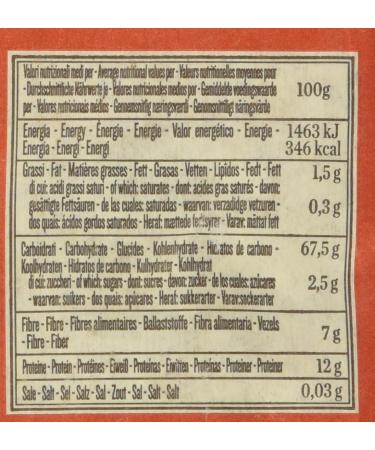 Valori nutrizionali medi per - Average nutritional values per - Valeurs nutritionelles moyennes pour
- Durchschnittliche Nährwerte je - Valores nutricionales medios por - Gemiddelde voedingswaarde
per - Valores nutricionais médios - Gennemsnitlig næringsværdi - Genomsnittligt näringsvärde
100g
Energia - Energy - Énergie - Energie - Valor energético - Energie -
Energia - Energi - Energi
1463 kJ
346 kcal
Grassi - Fat - Matières grasses - Fett - Grasas - Vetten - Lipidos - Fedt - Fett
1,5 g
di cui: acidi grassi saturi - of which: saturates - dont: acides gras saturés - davon:
gesättigte Fettsäuren - de las cuales: saturadas - waarvan: verzadidge vetzuren
- dos quais: ácidos gordos saturados - Heraf: mættede fettsyrer - Varav: mättat fett
0,3 g
Carboidrati - Carbohydrate - Glucides - Kohlenhydrate - Hidratos de carbono -
Koolhydraten - Hidratos de carbono - Kulhydrater - Kolhydrat
67,5 g
di cui: zuccheri - of which: sugars - dont: sucres - davon: zucker - de los cuales: azúcares
- waarvan: suikers - dos quais: açúcares - Heraf: sukkerarter - Varav: sockerarter
2,5 g
Fibre - Fibre - Fibres alimentaires - Ballaststoffe - Fibra alimentaria - Vezels
- Fibre - Fiber
7 g
Proteine - Protein - Protéines - Eiweiß - Proteínas - Eiwitten - Proteínas - Proteiner - Proteiner
12 g
Sale - Salt - Sel - Salz - Sal - Zout - Sal - Salt - Salt
0,03 g